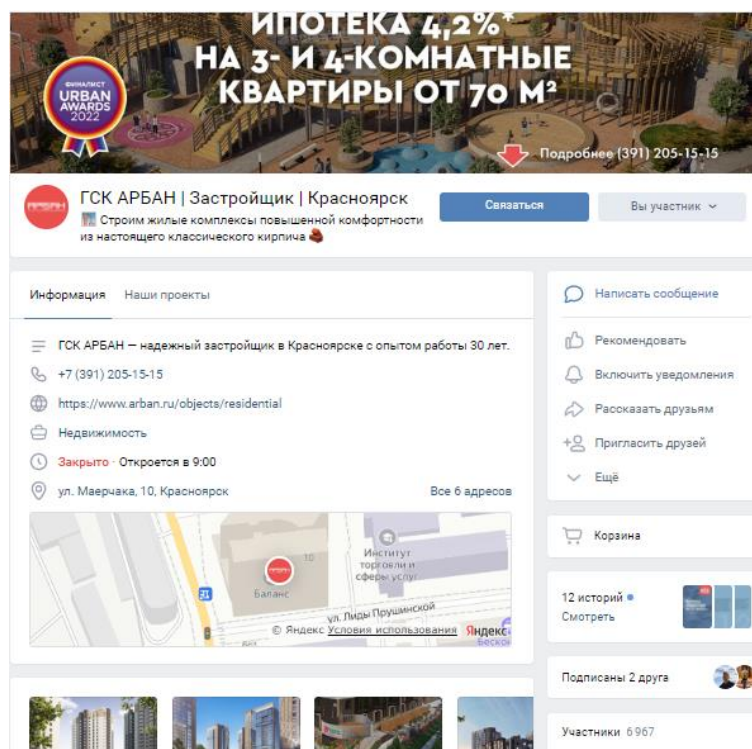 ИПОТЕКА 4,2%*
НА 3- И 4-КОМНАТНЫЕ
КВАРТИРЫ ОТ 70 М²
ФИНАЛИСТ
URBAN
AWARDS
2022
Подробнее (391) 205-15-15
АРБАН
ГСК АРБАН | Застройщик | Красноярск
Строим жилые комплексы повышенной комфортности
из настоящего классического кирпича
Связаться
Вы участник
Информация Наши проекты
ГСК АРБАН — надежный застройщик в Красноярске с опытом работы 30 лет.
+7 (391) 205-15-15
https://www.arban.ru/objects/residential
Недвижимость
Закрыто · Откроется в 9:00
ул. Маерчака, 10, Красноярск Все 6 адресов
10
Институт
торговли и
сферы услуг
АРБАН
Баланс
ул. Лиды Прушинской
© Яндекс Условия использования Яндекс
Написать сообщение
Рекомендовать
Включить уведомления
Рассказать друзьям
Пригласить друзей
Ещё
Корзина
12 историй
Смотреть
Подписаны 2 друга
Участники 6 967